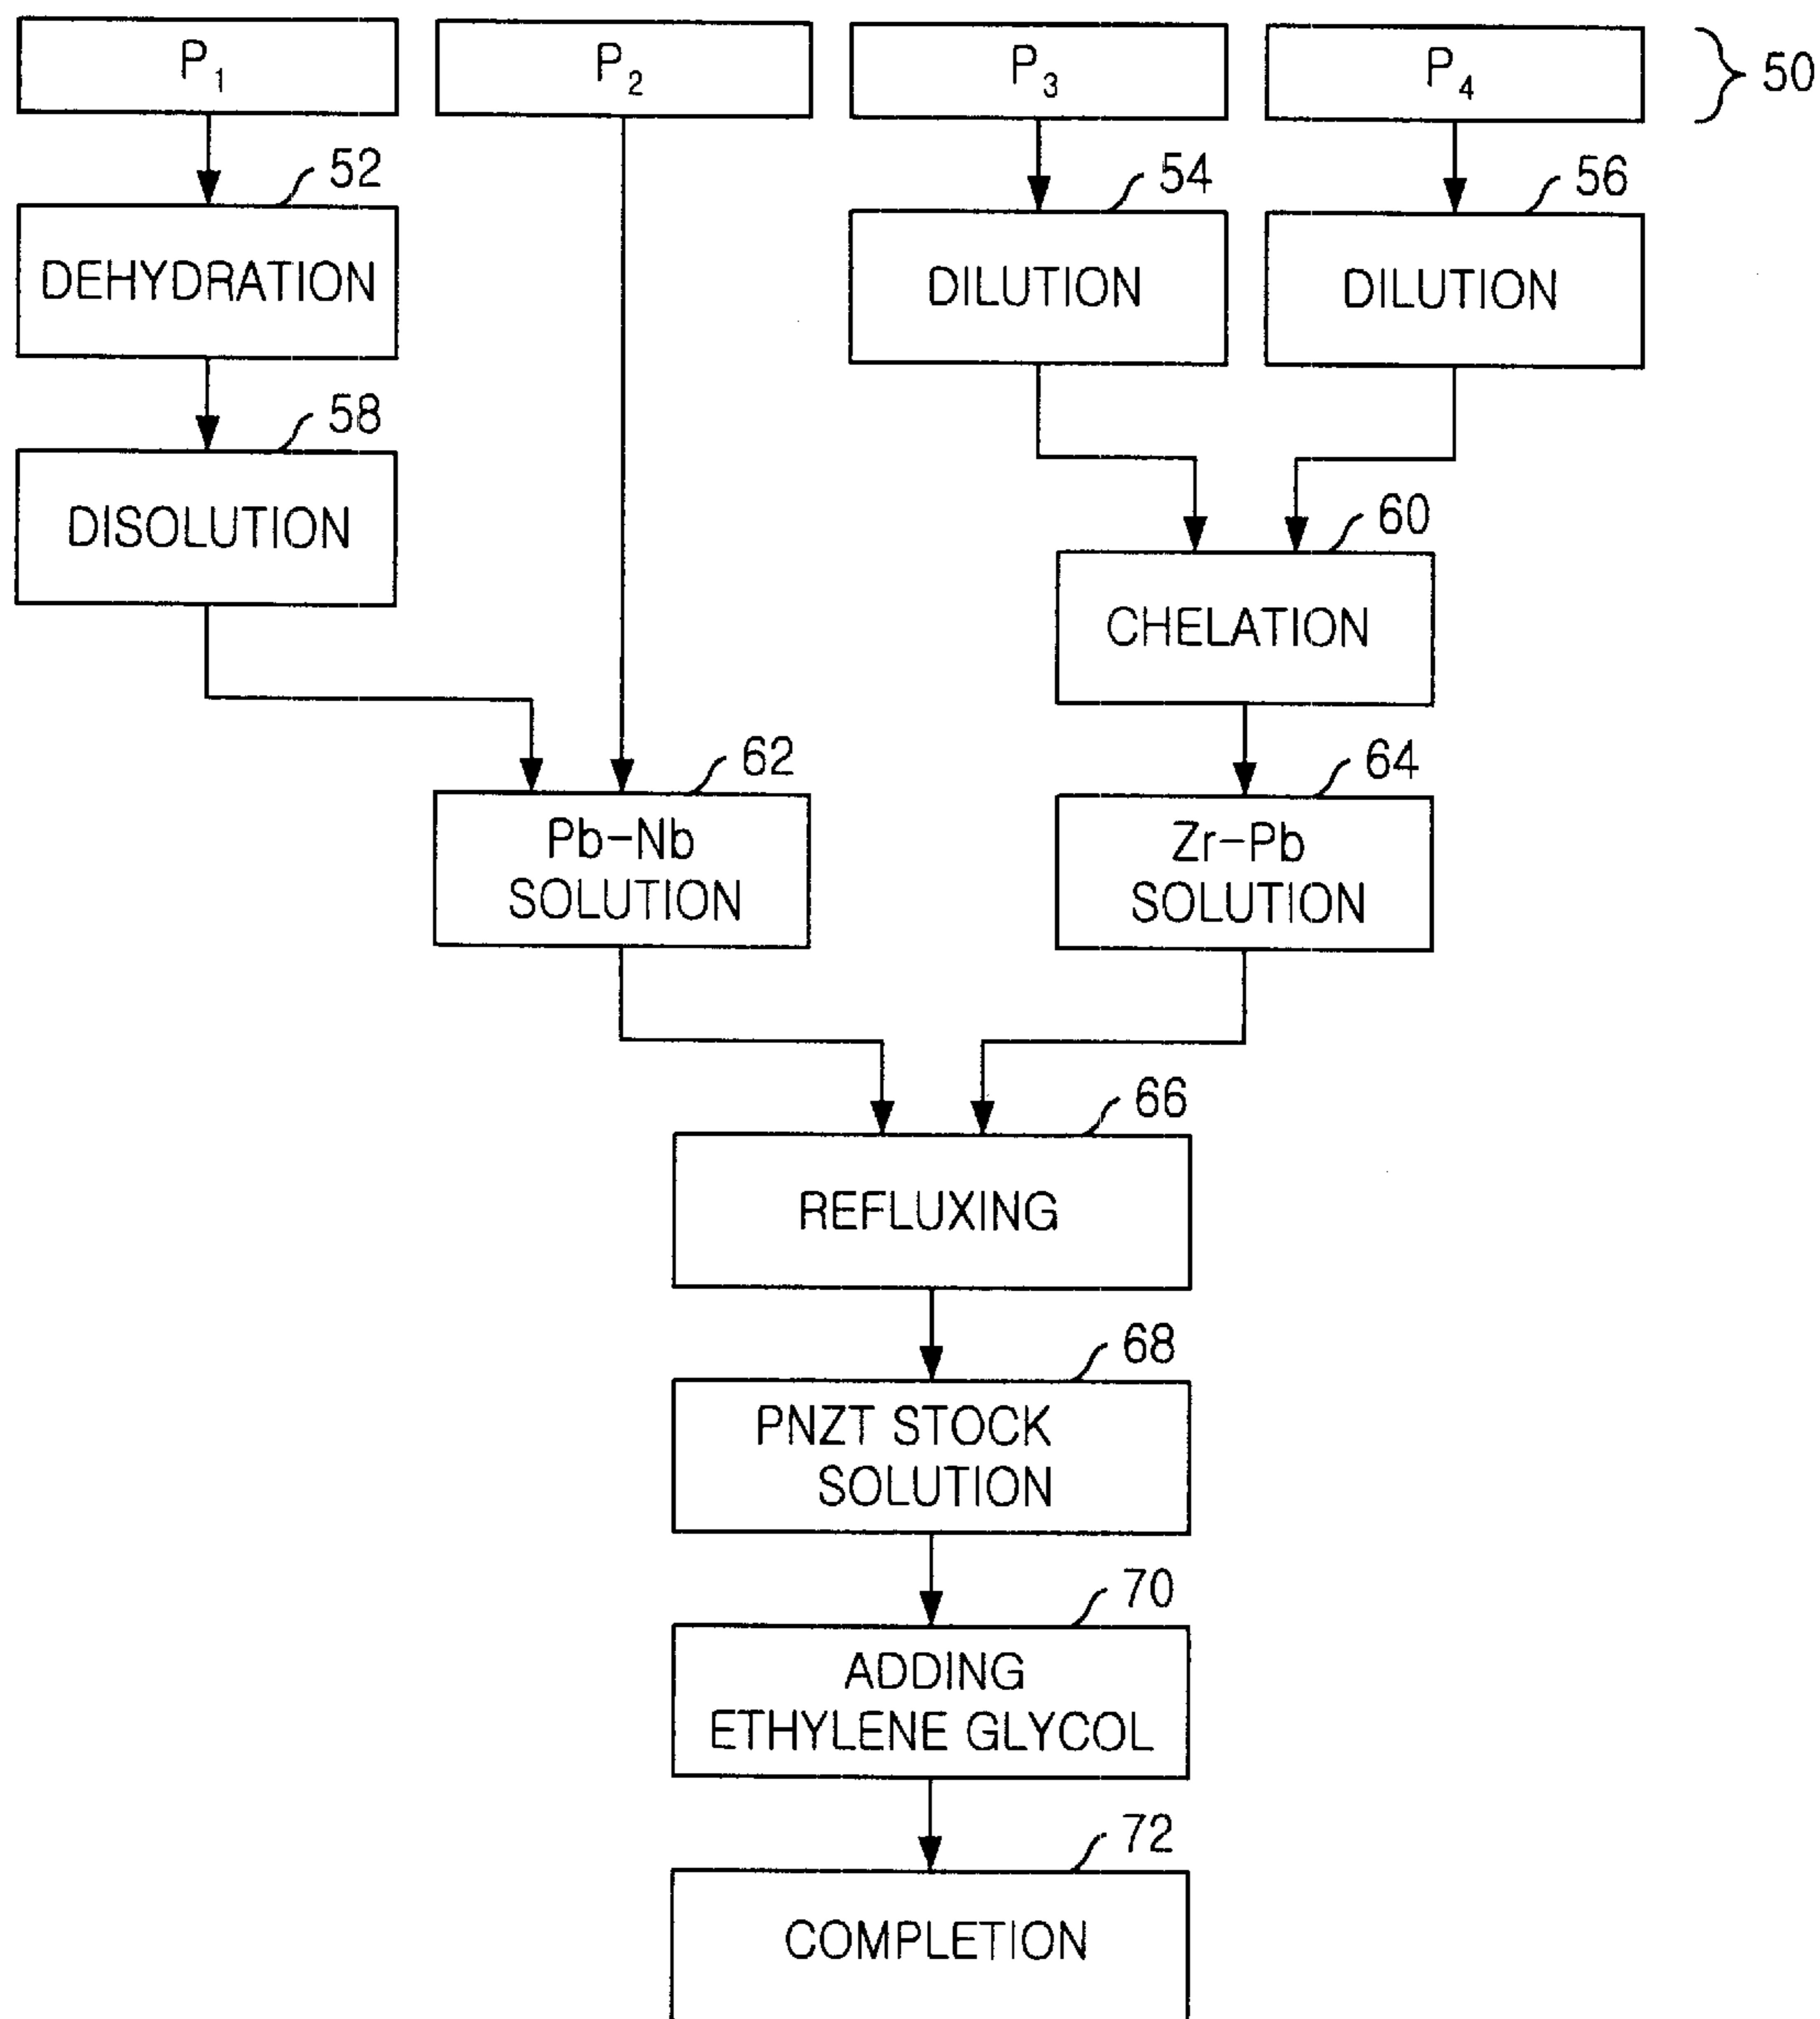 P1
P2
P3
P4
50
52
54
56
DEHYDRATION
DILUTION
DILUTION
58
DISOLUTION
60
CHELATION
62
64
Pb-Nb
SOLUTION
Zr-Pb
SOLUTION
66
REFLUXING
68
PNZT STOCK
SOLUTION
70
ADDING
ETHYLENE GLYCOL
72
COMPLETION